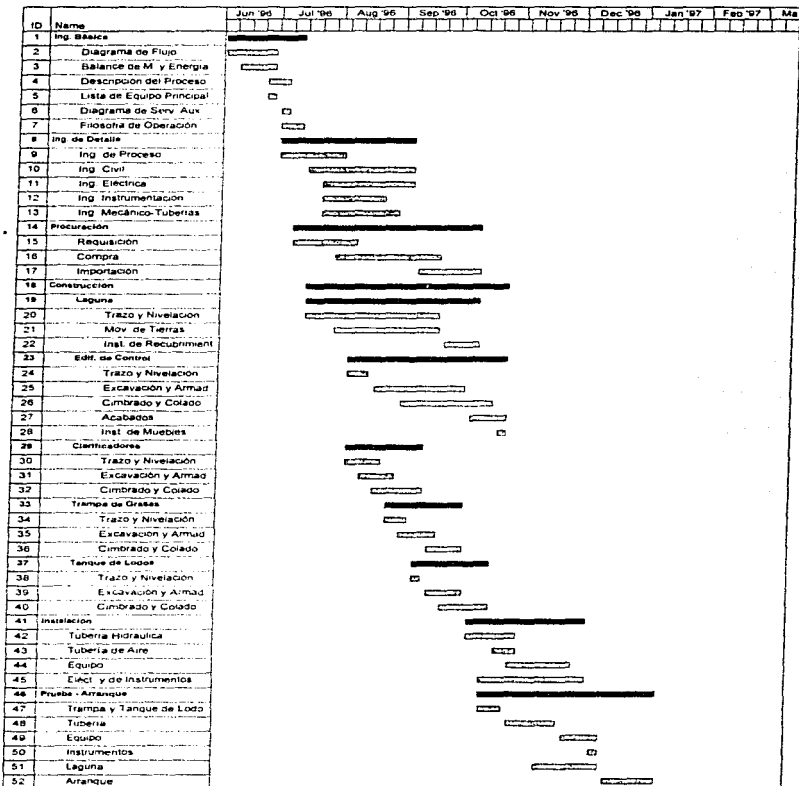 Jun '96 Jul '96 Aug '96 Sep '96 Oct '96 Nov '96 Dec '96 Jan '97 Feb '97 Ma
ID Name
1 Ing. Básica
2 Diagrama de Flujo
3 Balance de M. y Energía
4 Descripción del Proceso
5 Lista de Equipo Principal
6 Diagrama de Serv. Aux.
7 Filosofía de Operación
8 Ing. de Detalle
9 Ing. de Proceso
10 Ing. Civil
11 Ing. Eléctrica
12 Ing. Instrumentación
13 Ing. Mecánico-Tuberías
14 Procuración
15 Requisición
16 Compra
17 Importación
18 Construcción
19 Laguna
20 Trazo y Nivelación
21 Mov. de Tierras
22 Inst. de Recubrimient
23 Edif. de Control
24 Trazo y Nivelación
25 Excavación y Armad
26 Cimbrado y Colado
27 Acabados
28 Inst. de Muebles
29 Clarificadores
30 Trazo y Nivelación
31 Excavación y Armad
32 Cimbrado y Colado
33 Trampa de Grasas
34 Trazo y Nivelación
35 Excavación y Armad
36 Cimbrado y Colado
37 Tanque de Lodos
38 Trazo y Nivelación
39 Excavación y Armad
40 Cimbrado y Colado
41 Instalación
42 Tubería Hidráulica
43 Tubería de Aire
44 Equipo
45 Eléct. y de Instrumentos
46 Prueba - Arranque
47 Trampa y Tanque de Lodo
48 Tubería
49 Equipo
50 Instrumentos
51 Laguna
52 Arranque